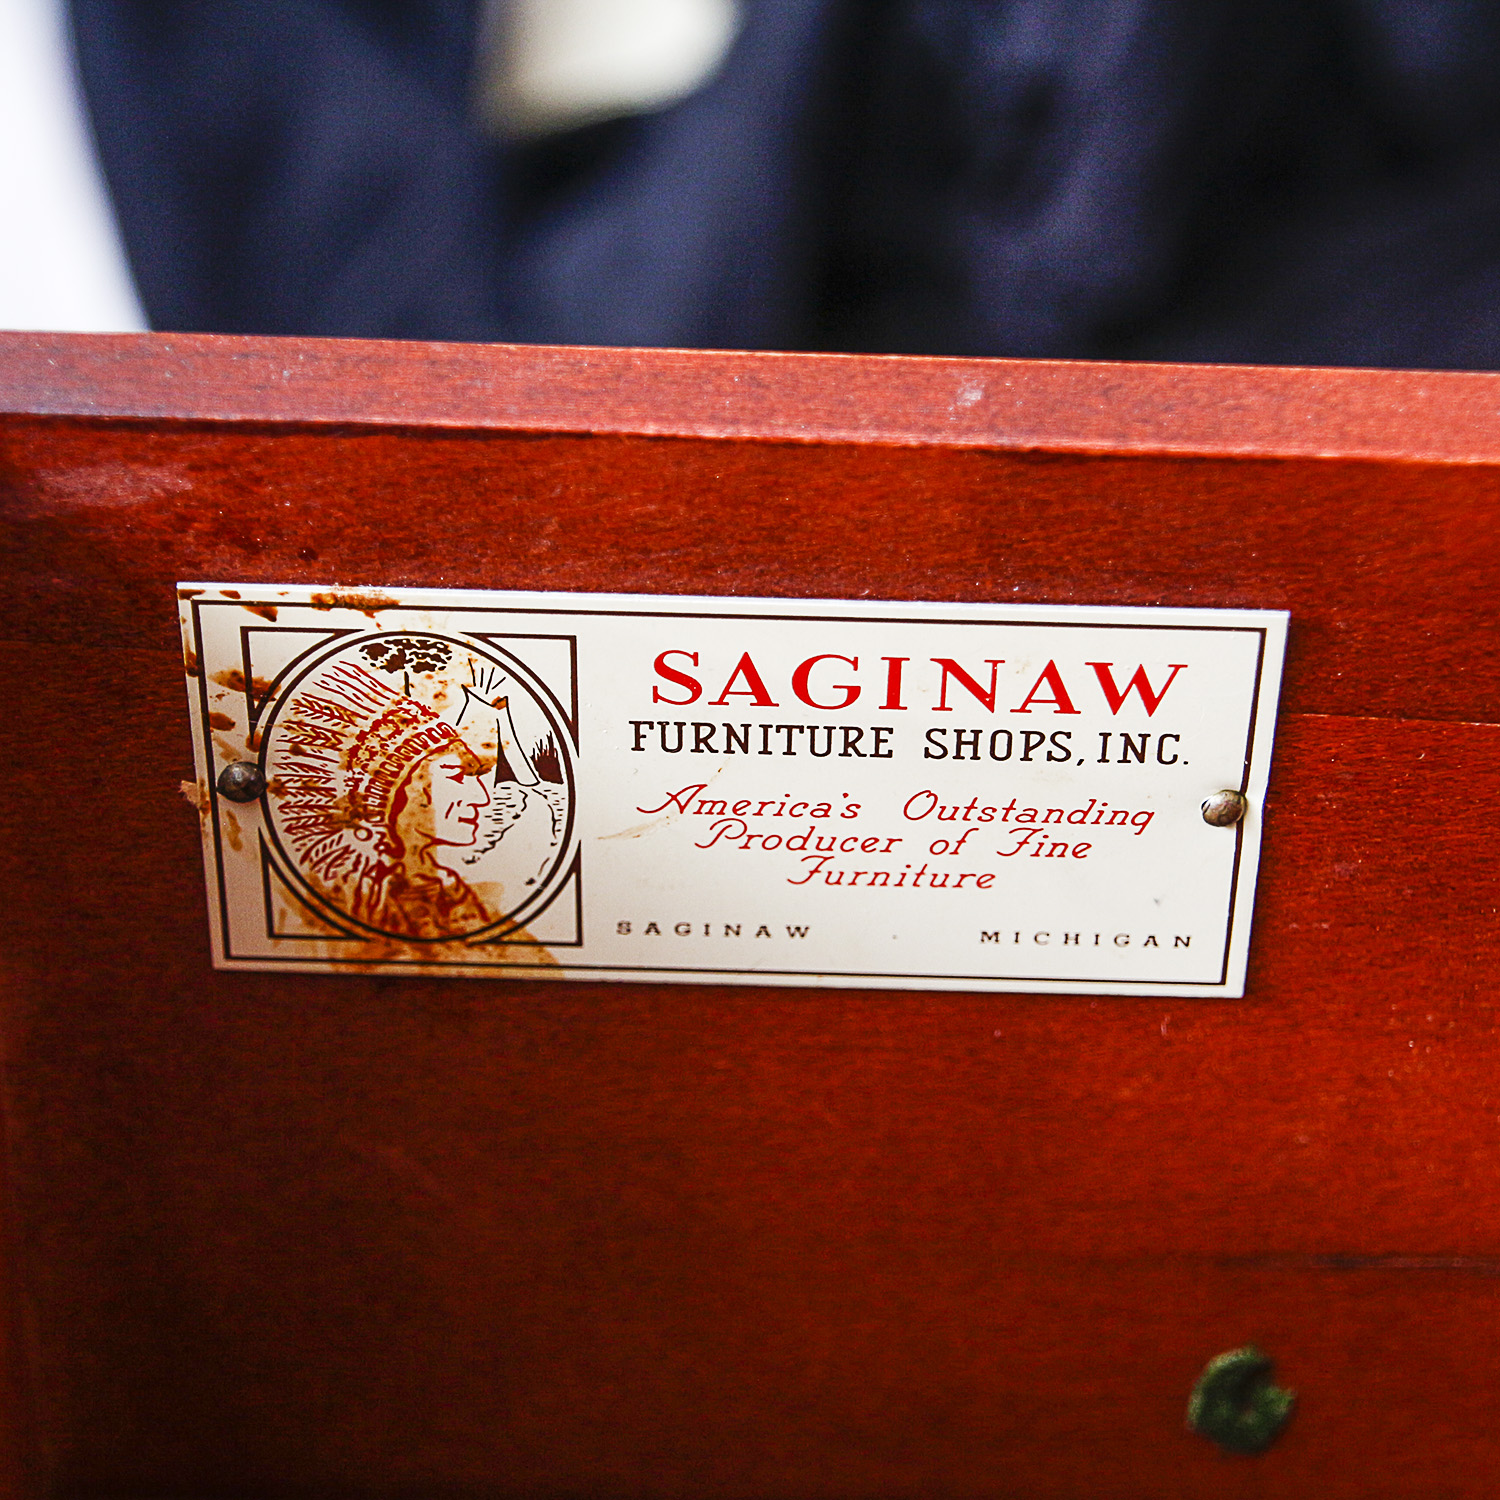 SAGINAW
FURNITURE SHOPS, INC.
America's Outstanding
Producer of Fine
Furniture
SAGINAW MICHIGAN